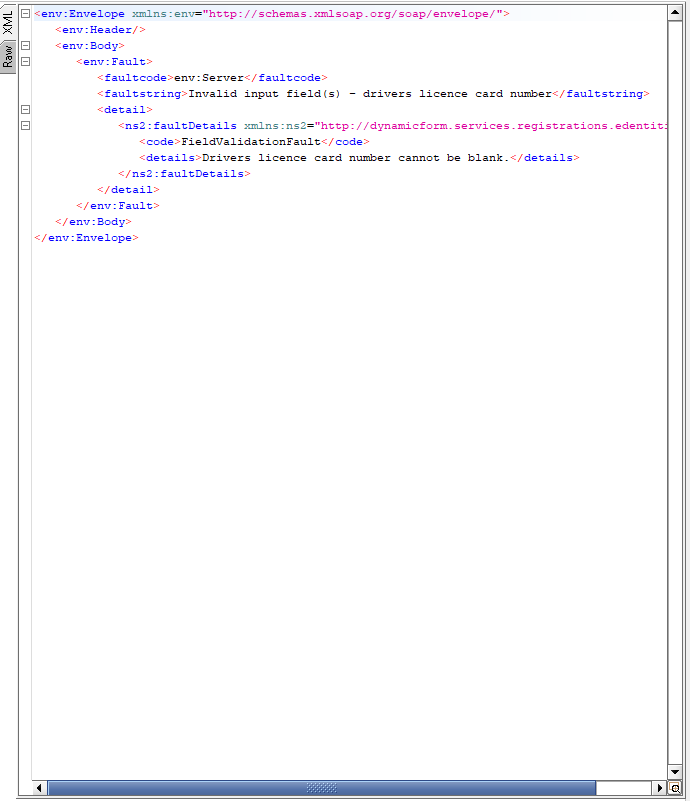 XML
Raw
<env:Envelope xmlns:env="http://schemas.xmlsoap.org/soap/envelope/">
<env:Header/>
<env:Body>
<env:Fault>
<faultcode>env:Server</faultcode>
<faultstring>Invalid input field(s) - drivers licence card number</faultstring>
<detail>
<ns2:faultDetails xmlns:ns2="http://dynamicform.services.registrations.edentiti
<code>FieldValidationFault</code>
<details>Drivers licence card number cannot be blank.</details>
</ns2:faultDetails>
</detail>
</env:Fault>
</env:Body>
</env:Envelope>